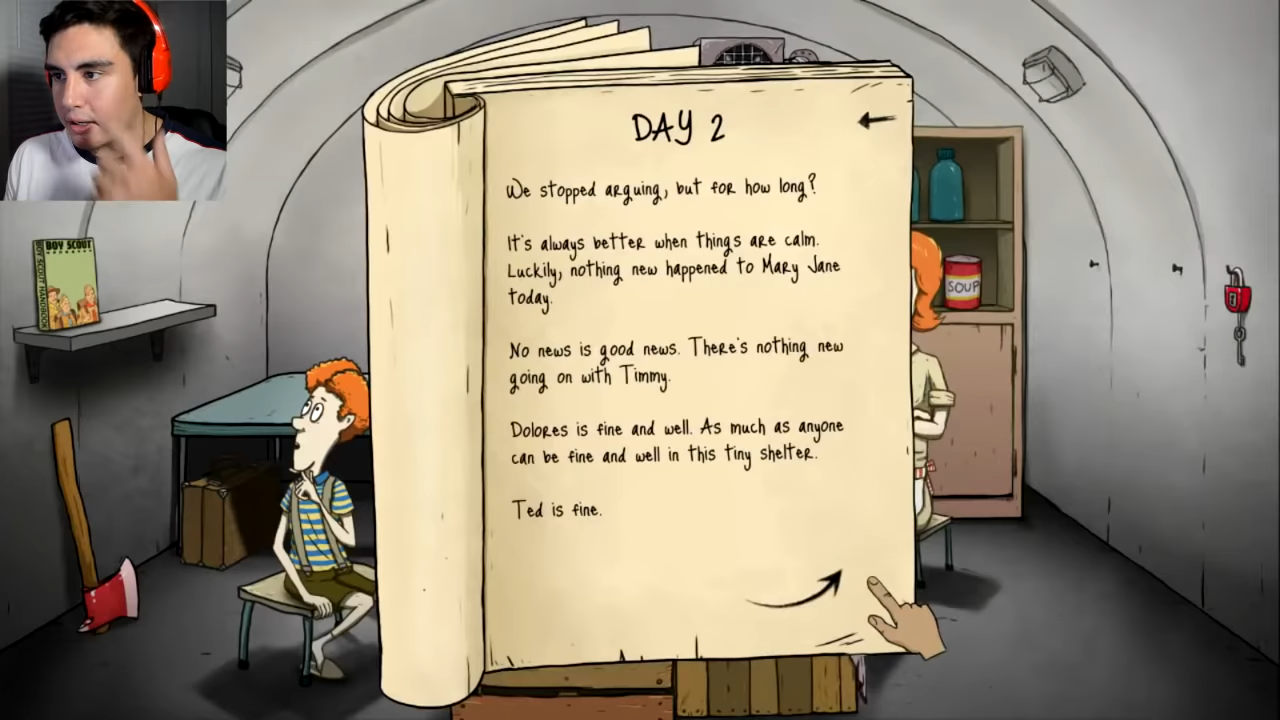 DAY 2
We stopped arguing, but for how long?
It's always better when things are calm.
Luckily, nothing new happened to Mary Jane
today.
No news is good news. There's nothing new
going on with Timmy.
Dolores is fine and well. As much as anyone
can be fine and well in this tiny shelter.
Ted is fine.
BOY SCOUT
BOY SCOUT HANDBOOK
SOUP